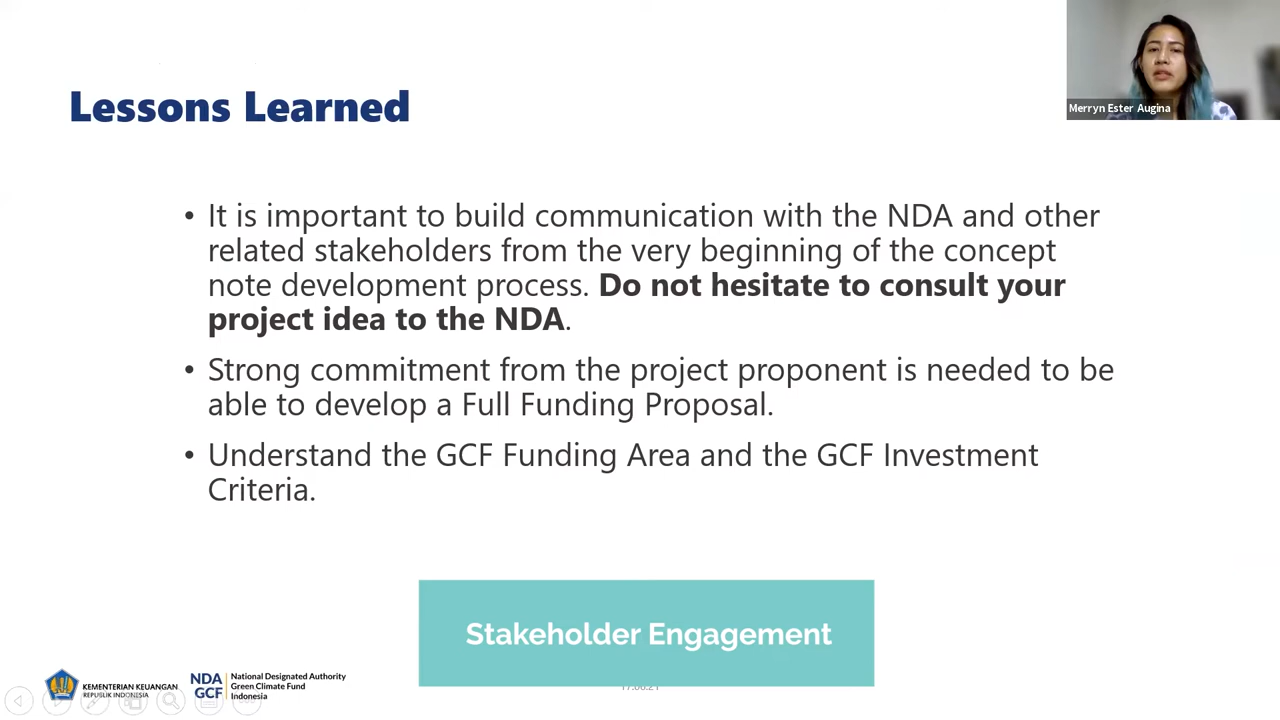 Lessons Learned
Merryn Ester Augina
• It is important to build communication with the NDA and other
related stakeholders from the very beginning of the concept
note development process. Do not hesitate to consult your
project idea to the NDA.
• Strong commitment from the project proponent is needed to be
able to develop a Full Funding Proposal.
• Understand the GCF Funding Area and the GCF Investment
Criteria.
Stakeholder Engagement
KEMENTERIAN KEUANGAN
REPUBLIK INDONESIA
NDA
GCF
National Designated Authority
Green Climate Fund
Indonesia